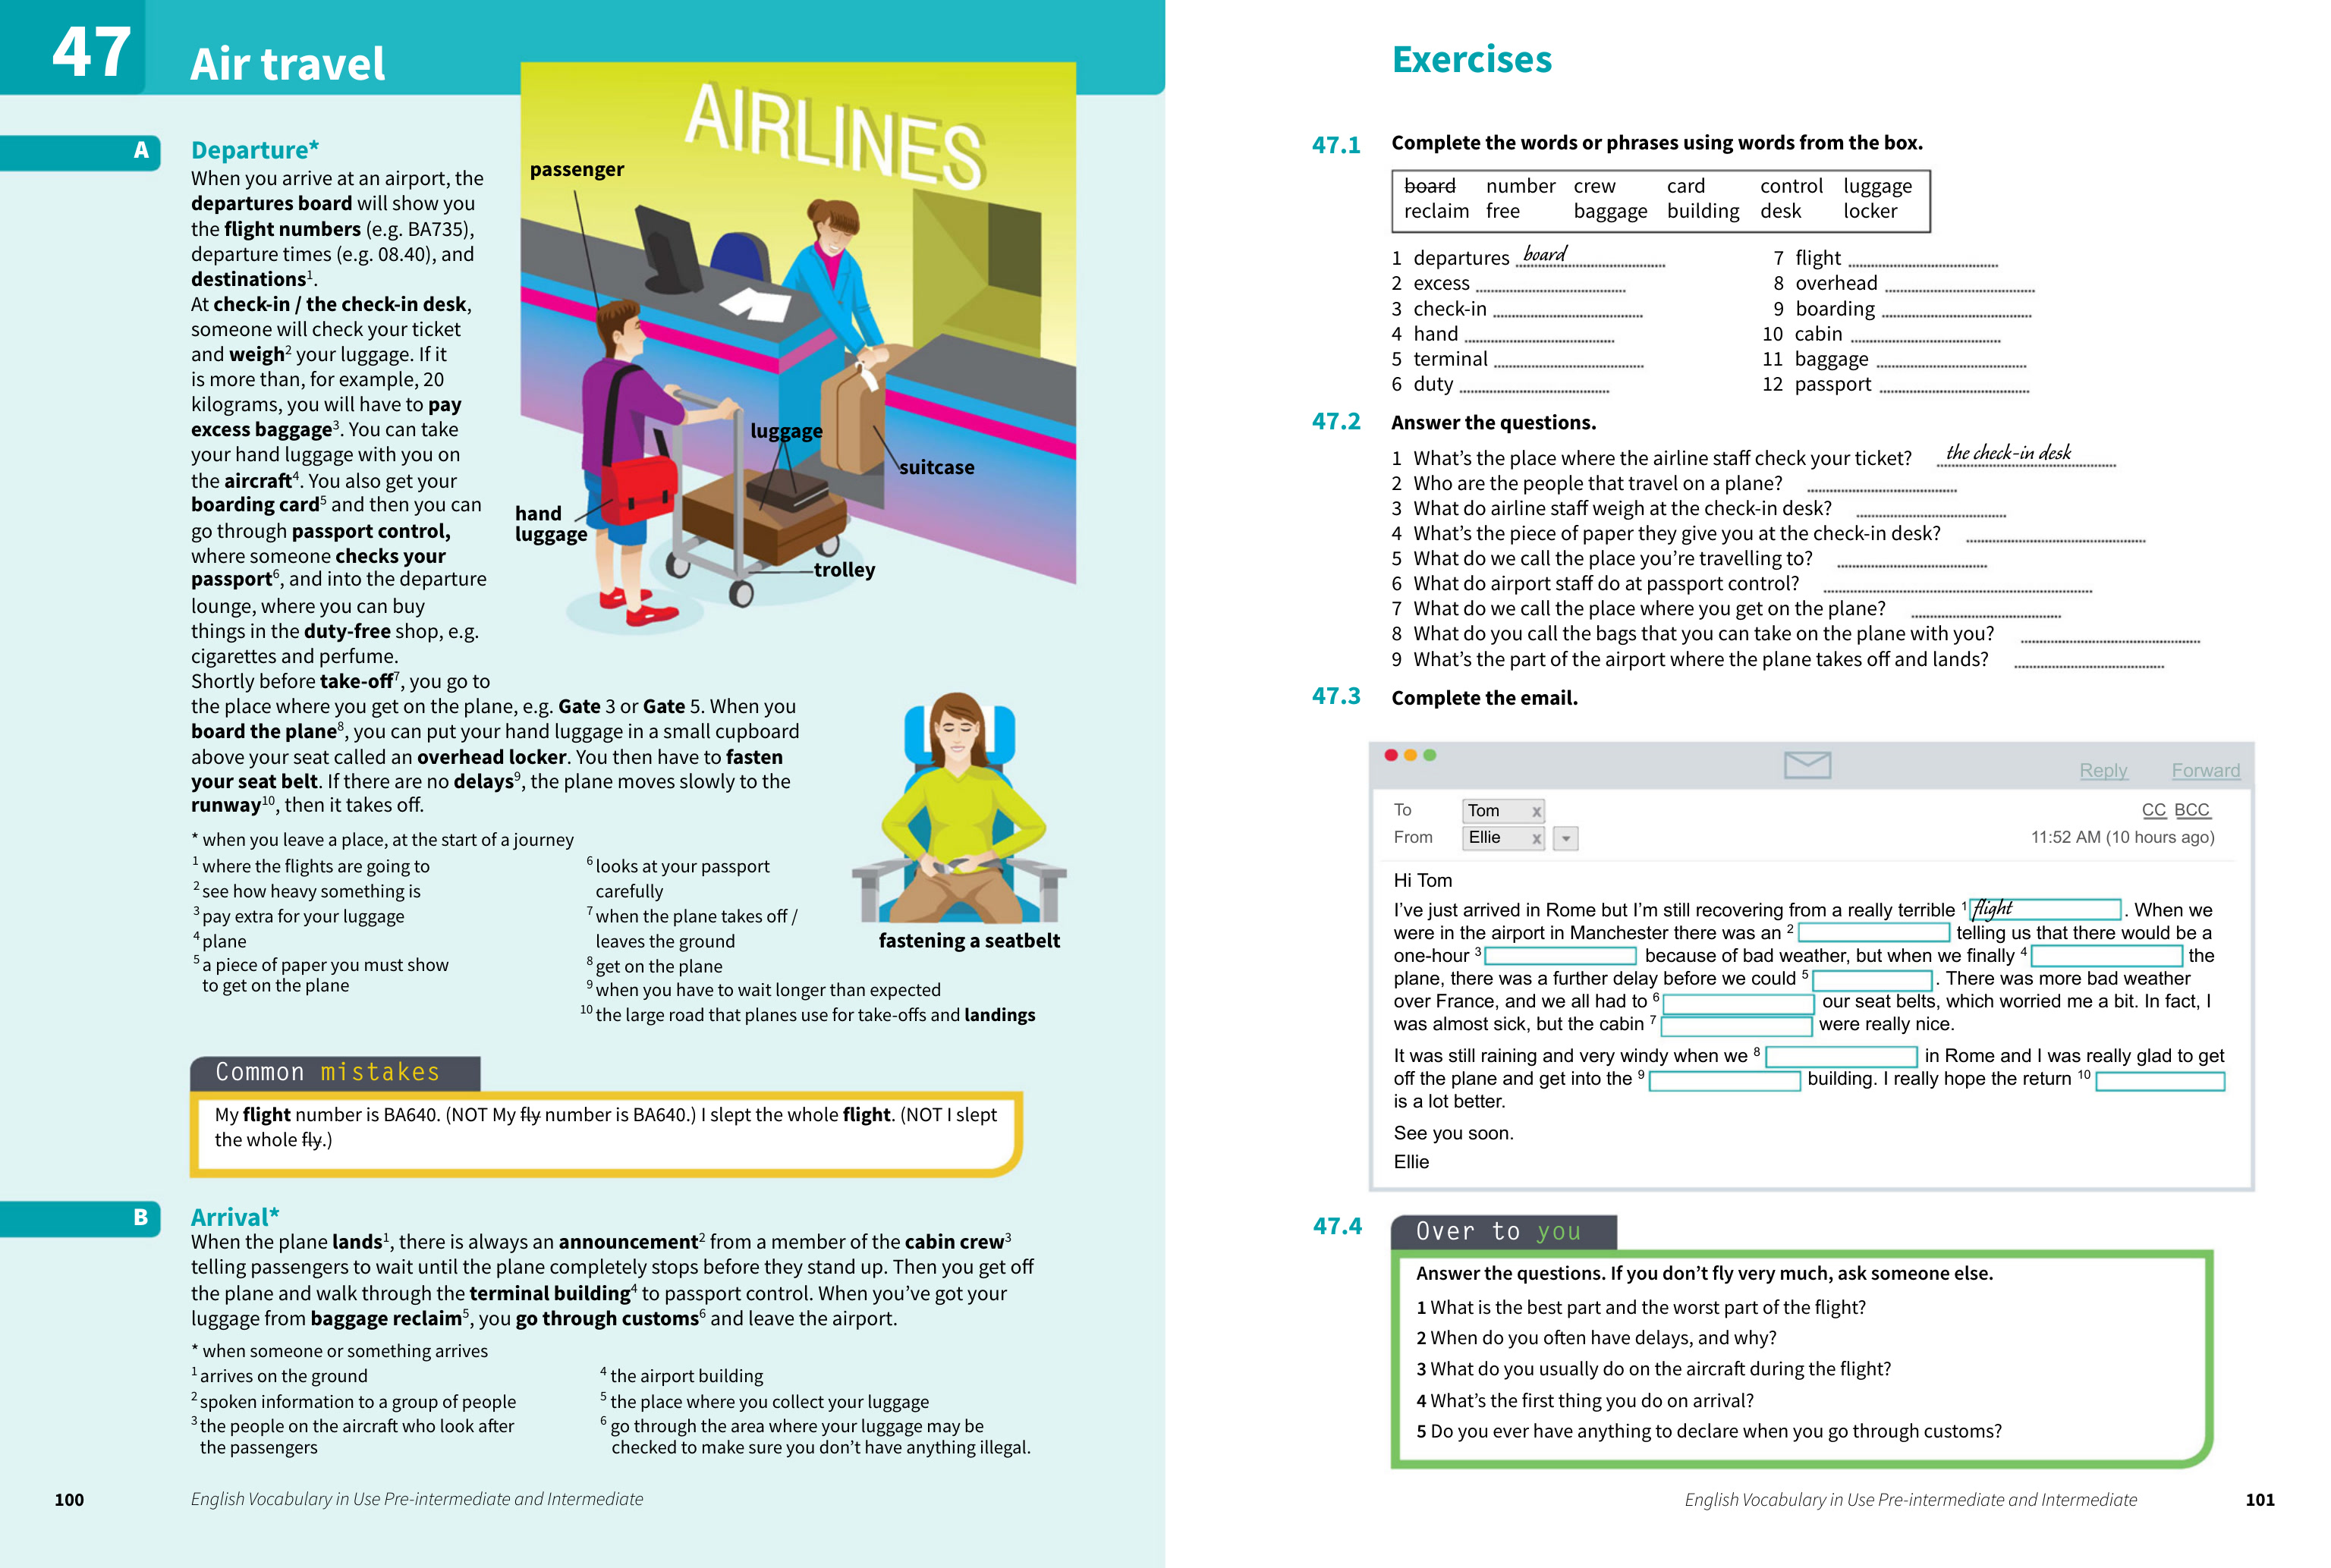 47
Air travel
AIRLINES
passenger
luggage
suitcase
hand
luggage
trolley
A
Departure*
When you arrive at an airport, the
departures board will show you
the flight numbers (e.g. BA735),
departure times (e.g. 08.40), and
destinations1.
At check-in / the check-in desk,
someone will check your ticket
and weigh2 your luggage. If it
is more than, for example, 20
kilograms, you will have to pay
excess baggage3. You can take
your hand luggage with you on
the aircraft4. You also get your
boarding card5 and then you can
go through passport control,
where someone checks your
passport6, and into the departure
lounge, where you can buy
things in the duty-free shop, e.g.
cigarettes and perfume.
Shortly before take-off7, you go to
the place where you get on the plane, e.g. Gate 3 or Gate 5. When you
board the plane8, you can put your hand luggage in a small cupboard
above your seat called an overhead locker. You then have to fasten
your seat belt. If there are no delays9, the plane moves slowly to the
runway10, then it takes off.
fastening a seatbelt
* when you leave a place, at the start of a journey
1 where the flights are going to
2 see how heavy something is
3 pay extra for your luggage
4 plane
5 a piece of paper you must show
to get on the plane
6 looks at your passport
carefully
7 when the plane takes off /
leaves the ground
8 get on the plane
9 when you have to wait longer than expected
10 the large road that planes use for take-offs and landings
Common mistakes
My flight number is BA640. (NOT My fly number is BA640.) I slept the whole flight. (NOT I slept
the whole fly.)
B
Arrival*
When the plane lands1, there is always an announcement2 from a member of the cabin crew3
telling passengers to wait until the plane completely stops before they stand up. Then you get off
the plane and walk through the terminal building4 to passport control. When you've got your
luggage from baggage reclaim5, you go through customs6 and leave the airport.
* when someone or something arrives
1 arrives on the ground
2 spoken information to a group of people
3 the people on the aircraft who look after
the passengers
4 the airport building
5 the place where you collect your luggage
6 go through the area where your luggage may be
checked to make sure you don't have anything illegal.
100
English Vocabulary in Use Pre-intermediate and Intermediate
Exercises
47.1
Complete the words or phrases using words from the box.
board number crew card control luggage
reclaim free baggage building desk locker
1 departures board
2 excess
3 check-in
4 hand
5 terminal
6 duty
7 flight
8 overhead
9 boarding
10 cabin
11 baggage
12 passport
47.2
Answer the questions.
1 What's the place where the airline staff check your ticket? the check-in desk
2 Who are the people that travel on a plane?
3 What do airline staff weigh at the check-in desk?
4 What's the piece of paper they give you at the check-in desk?
5 What do we call the place you're travelling to?
6 What do airport staff do at passport control?
7 What do we call the place where you get on the plane?
8 What do you call the bags that you can take on the plane with you?
9 What's the part of the airport where the plane takes off and lands?
47.3
Complete the email.
Reply Forward
To Tom x CC BCC
From Ellie x 11:52 AM (10 hours ago)
Hi Tom
I've just arrived in Rome but I'm still recovering from a really terrible 1 flight . When we
were in the airport in Manchester there was an 2 telling us that there would be a
one-hour 3 because of bad weather, but when we finally 4 the
plane, there was a further delay before we could 5 . There was more bad weather
over France, and we all had to 6 our seat belts, which worried me a bit. In fact, I
was almost sick, but the cabin 7 were really nice.
It was still raining and very windy when we 8 in Rome and I was really glad to get
off the plane and get into the 9 building. I really hope the return 10
is a lot better.
See you soon.
Ellie
47.4
Over to you
Answer the questions. If you don't fly very much, ask someone else.
1 What is the best part and the worst part of the flight?
2 When do you often have delays, and why?
3 What do you usually do on the aircraft during the flight?
4 What's the first thing you do on arrival?
5 Do you ever have anything to declare when you go through customs?
English Vocabulary in Use Pre-intermediate and Intermediate
101